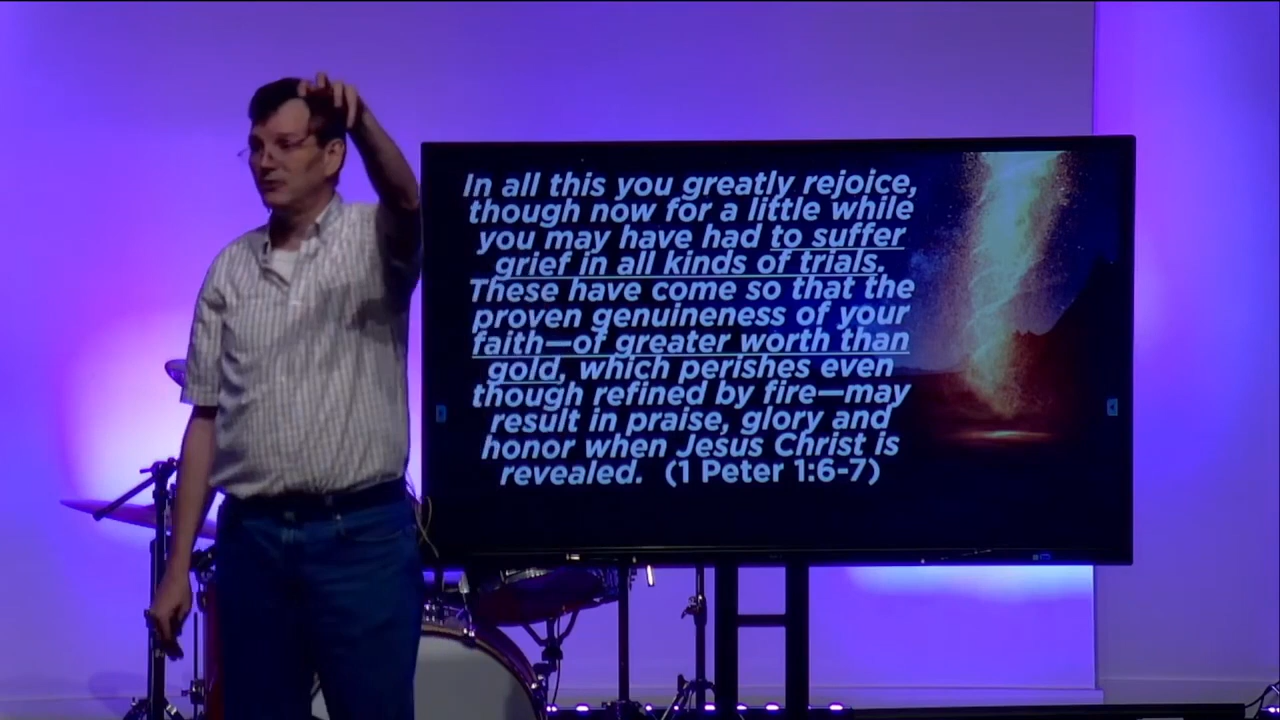 In all this you greatly rejoice,
though now for a little while
you may have had to suffer
grief in all kinds of trials.
These have come so that the
proven genuineness of your
faith—of greater worth than
gold, which perishes even
though refined by fire—may
result in praise, glory and
honor when Jesus Christ is
revealed. (1 Peter 1:6-7)